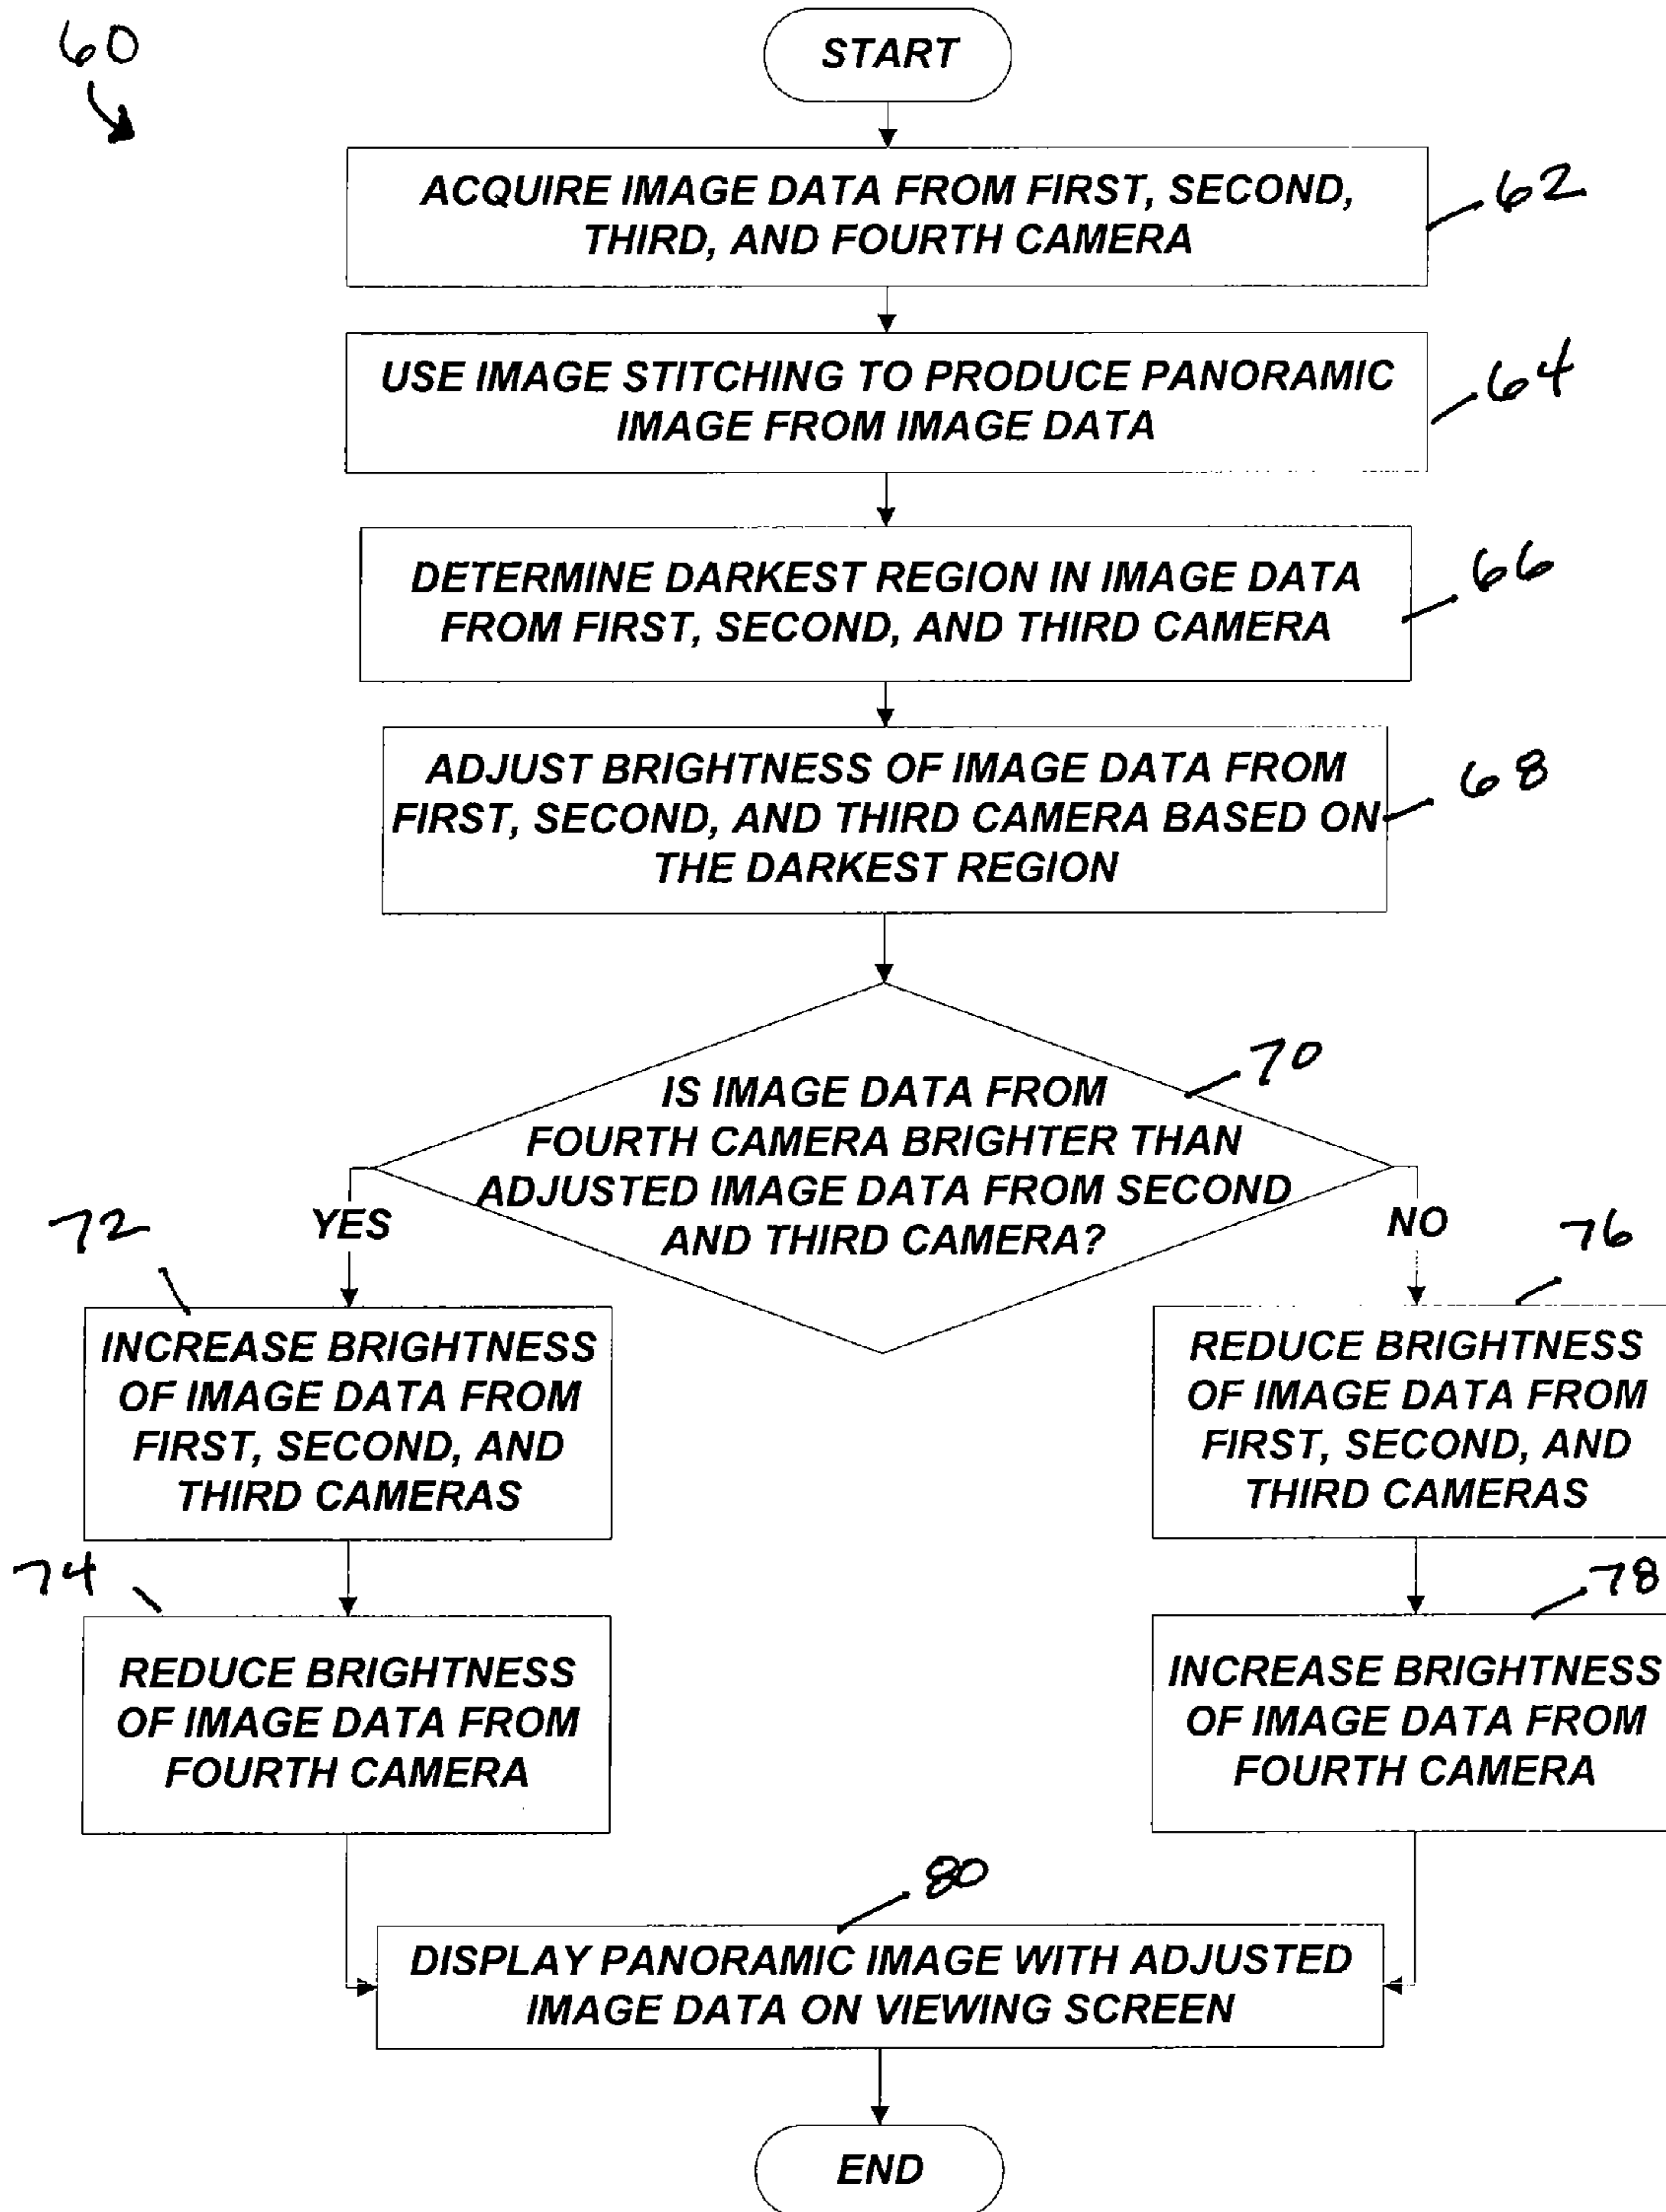 60
START
ACQUIRE IMAGE DATA FROM FIRST, SECOND,
THIRD, AND FOURTH CAMERA
62
USE IMAGE STITCHING TO PRODUCE PANORAMIC
IMAGE FROM IMAGE DATA
64
DETERMINE DARKEST REGION IN IMAGE DATA
FROM FIRST, SECOND, AND THIRD CAMERA
66
ADJUST BRIGHTNESS OF IMAGE DATA FROM
FIRST, SECOND, AND THIRD CAMERA BASED ON
THE DARKEST REGION
68
IS IMAGE DATA FROM
FOURTH CAMERA BRIGHTER THAN
ADJUSTED IMAGE DATA FROM SECOND
AND THIRD CAMERA?
70
YES
NO
72
INCREASE BRIGHTNESS
OF IMAGE DATA FROM
FIRST, SECOND, AND
THIRD CAMERAS
76
REDUCE BRIGHTNESS
OF IMAGE DATA FROM
FIRST, SECOND, AND
THIRD CAMERAS
74
REDUCE BRIGHTNESS
OF IMAGE DATA FROM
FOURTH CAMERA
78
INCREASE BRIGHTNESS
OF IMAGE DATA FROM
FOURTH CAMERA
80
DISPLAY PANORAMIC IMAGE WITH ADJUSTED
IMAGE DATA ON VIEWING SCREEN
END